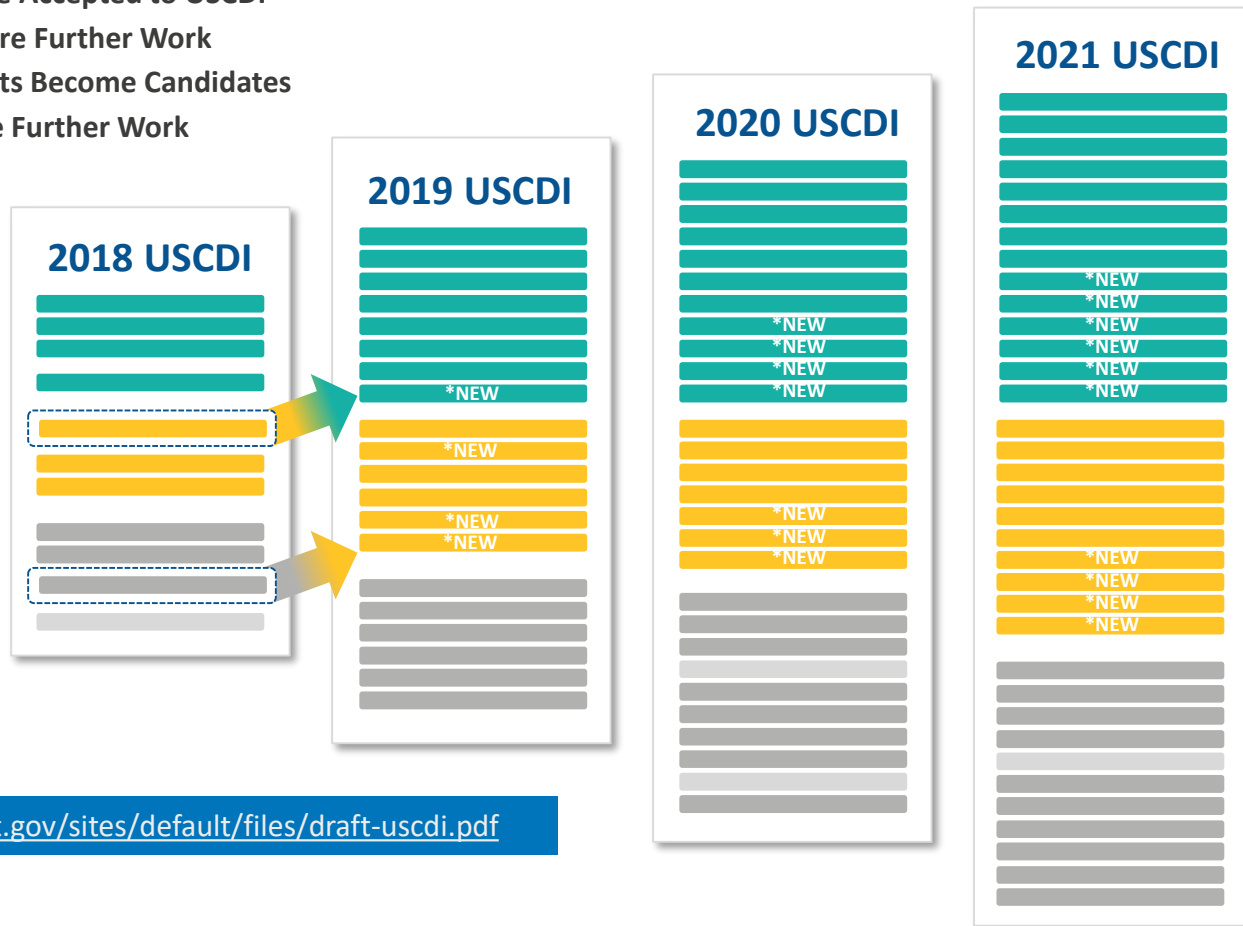 e Accepted to USCDI
re Further Work
ts Become Candidates
e Further Work
2018 USCDI
2019 USCDI
*NEW
*NEW
*NEW
*NEW
2020 USCDI
*NEW
*NEW
*NEW
*NEW
*NEW
*NEW
*NEW
2021 USCDI
*NEW
*NEW
*NEW
*NEW
*NEW
*NEW
*NEW
*NEW
*NEW
*NEW
t.gov/sites/default/files/draft-uscdi.pdf